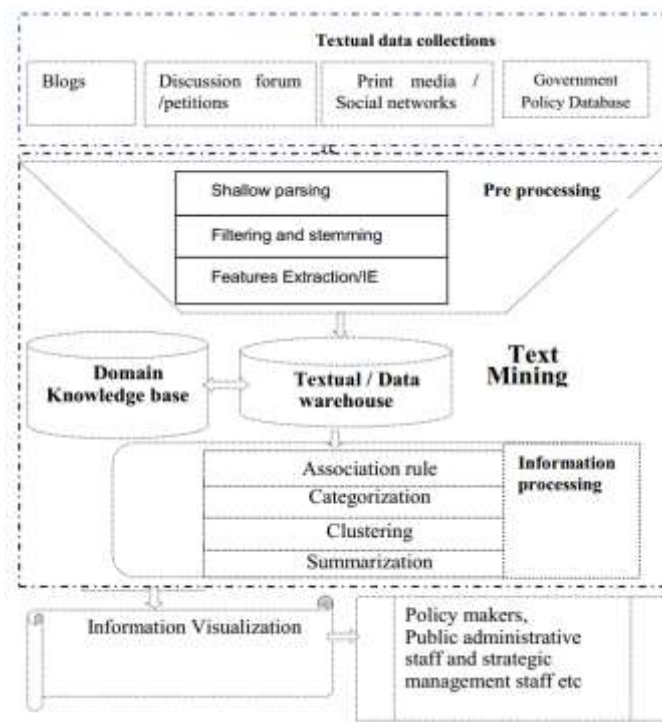 Textual data collections
Blogs
Discussion forum
/petitions
Print media /
Social networks
Government
Policy Database
Shallow parsing
Pre processing
Filtering and stemming
Features Extraction/IE
Domain
Knowledge base
Textual / Data
warehouse
Text
Mining
Association rule
Information
processing
Categorization
Clustering
Summarization
Information Visualization
Policy makers,
Public administrative
staff and strategic
management staff etc